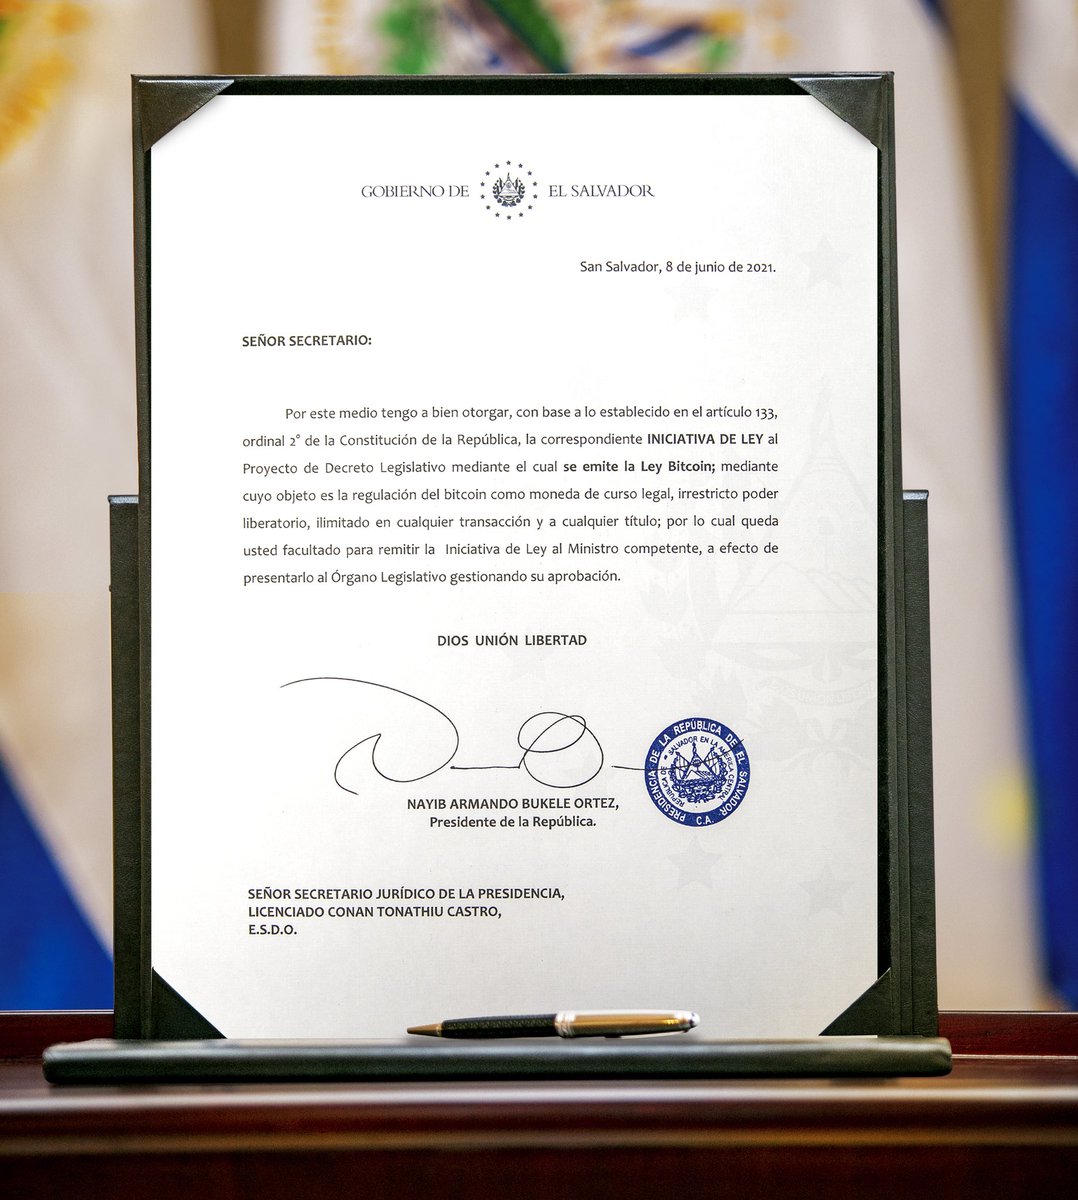 GOBIERNO DE EL SALVADOR
San Salvador, 8 de junio de 2021.
SEÑOR SECRETARIO:
Por este medio tengo a bien otorgar, con base a lo establecido en el artículo 133,
ordinal 2° de la Constitución de la República, la correspondiente INICIATIVA DE LEY al
Proyecto de Decreto Legislativo mediante el cual se emite la Ley Bitcoin; mediante
cuyo objeto es la regulación del bitcoin como moneda de curso legal, irrestricto poder
liberatorio, ilimitado en cualquier transacción y a cualquier título; por lo cual queda
usted facultado para remitir la Iniciativa de Ley al Ministro competente, a efecto de
presentarlo al Órgano Legislativo gestionando su aprobación.
DIOS UNIÓN LIBERTAD
PRESIDENCIA DE LA REPÚBLICA DE EL SALVADOR
C.A.
REPUBLICA DE EL SALVADOR EN LA AMERICA CENTRAL
NAYIB ARMANDO BUKELE ORTEZ,
Presidente de la República.
SEÑOR SECRETARIO JURÍDICO DE LA PRESIDENCIA,
LICENCIADO CONAN TONATHIU CASTRO,
E.S.D.O.